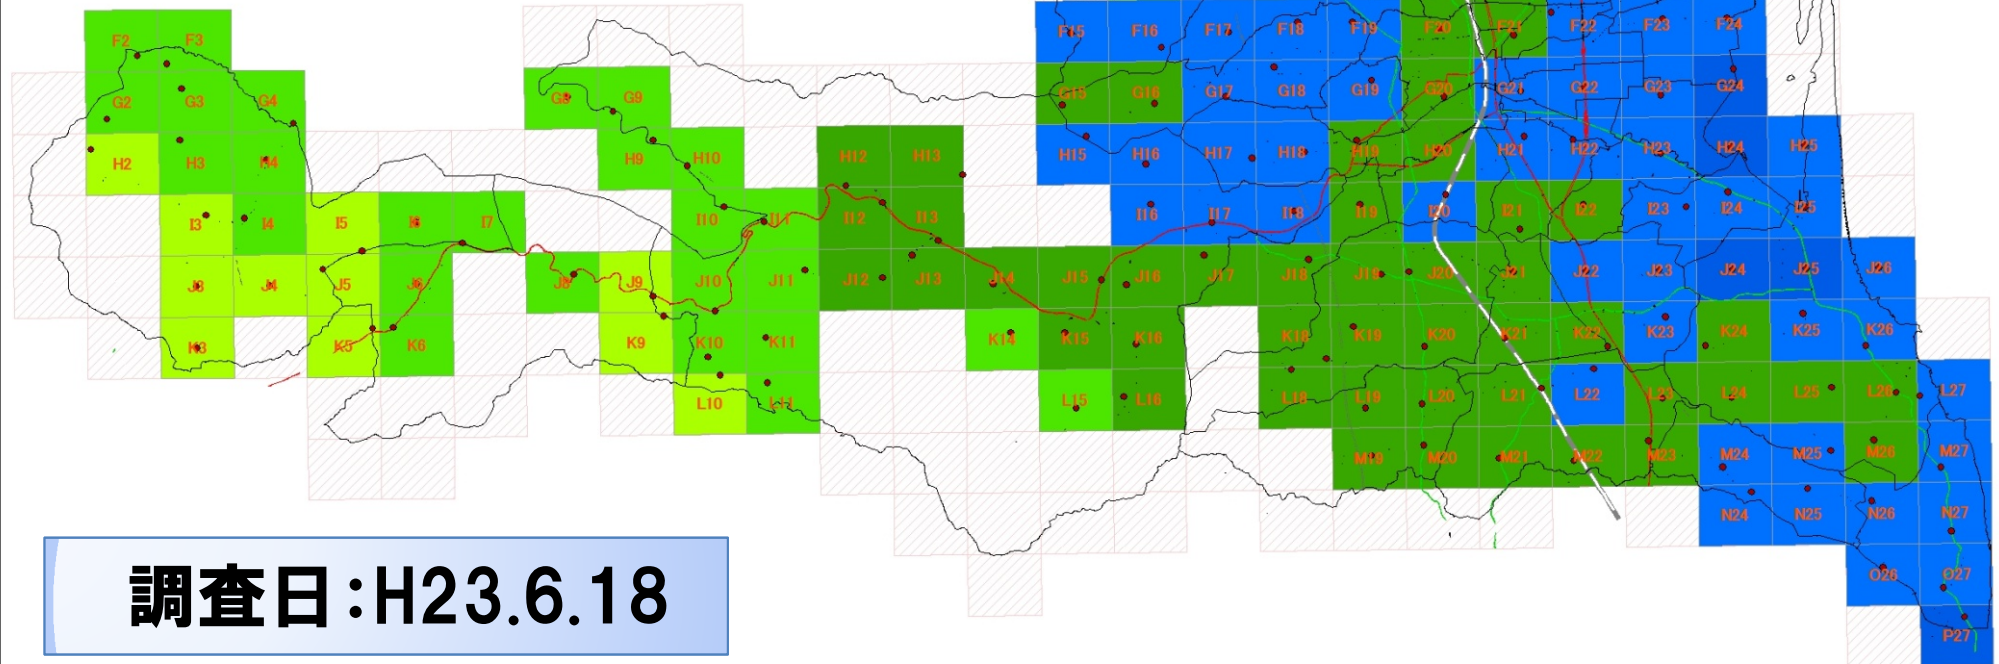 F2 F3 F15 F16 F17 F18 F19 F20 F21 F22 F23 F24
G2 G3 G4 G8 G9 G15 G16 G17 G18 G19 G20 G21 G22 G23 G24
H2 H3 H4 H9 H10 H12 H13 H15 H16 H17 H18 H19 H20 H21 H22 H23 H24 H25
I3 I4 I5 I6 I7 I10 I11 I12 I13 I16 I17 I18 I19 I20 I21 I22 I23 I24 I25
J3 J4 J5 J6 J8 J9 J10 J11 J12 J13 J14 J15 J16 J17 J18 J19 J20 J21 J22 J23 J24 J25 J26
K3 K5 K6 K9 K10 K11 K14 K15 K16 K18 K19 K20 K21 K22 K23 K24 K25 K26
L10 L11 L15 L16 L18 L19 L20 L21 L22 L23 L24 L25 L26 L27
M19 M20 M21 M22 M23 M24 M25 M26 M27
N24 N25 N26 N27
O26 O27
P27
調査日:H23.6.18